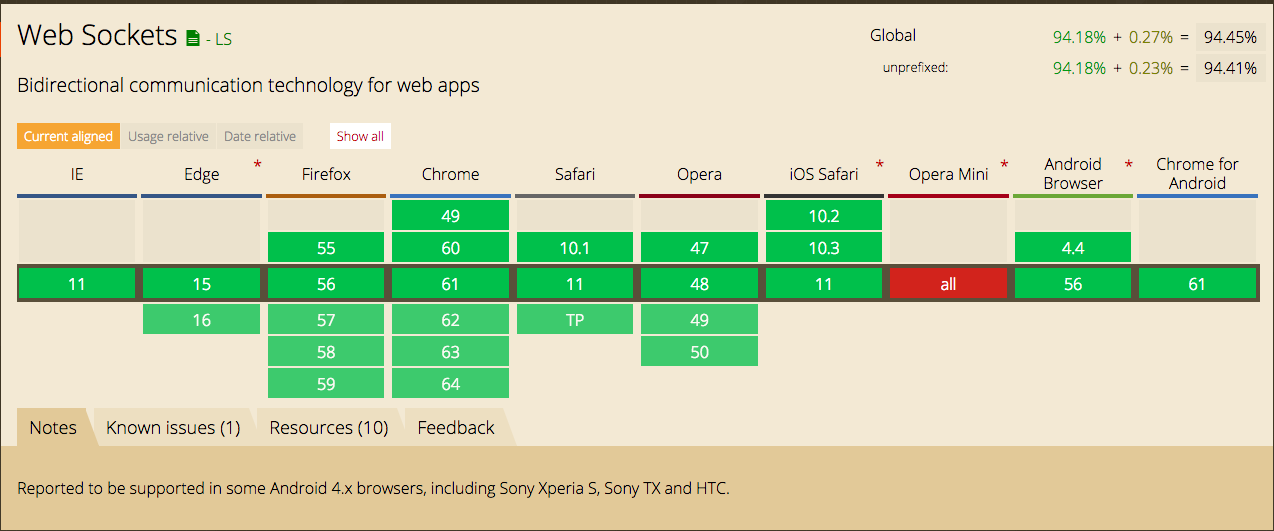 Web Sockets - LS
Global 94.18% + 0.27% = 94.45%
unprefixed: 94.18% + 0.23% = 94.41%
Bidirectional communication technology for web apps
Current aligned Usage relative Date relative Show all
IE Edge * Firefox Chrome Safari Opera iOS Safari * Opera Mini * Android Browser * Chrome for Android
49 10.2
55 60 10.1 47 10.3 4.4
11 15 56 61 11 48 11 all 56 61
16 57 62 TP 49
58 63 50
59 64
Notes Known issues (1) Resources (10) Feedback
Reported to be supported in some Android 4.x browsers, including Sony Xperia S, Sony TX and HTC.